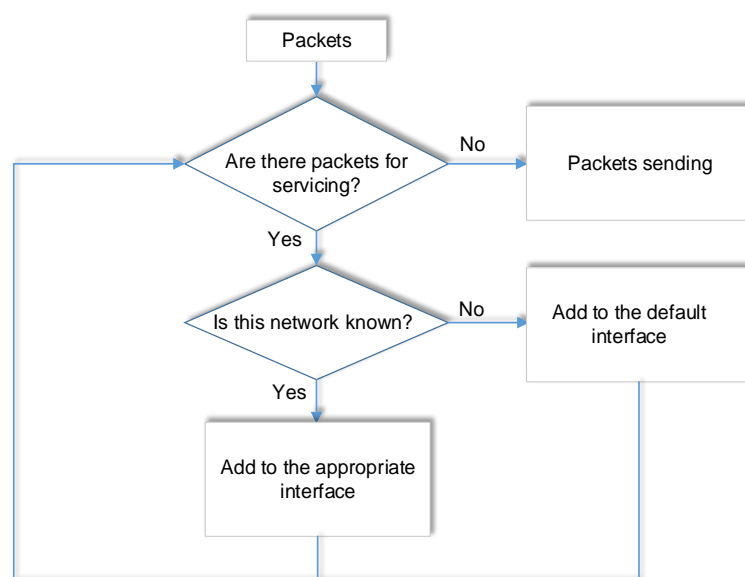 Packets
Are there packets for
servicing?
No
Packets sending
Yes
Is this network known?
No
Add to the default
interface
Yes
Add to the appropriate
interface